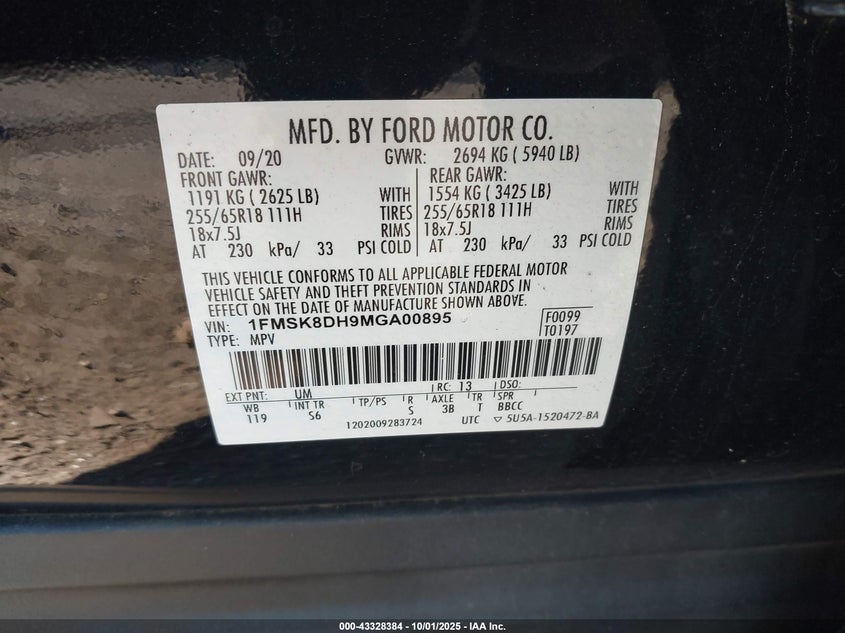 MFD. BY FORD MOTOR CO.
DATE: 09/20 GVWR: 2694 KG ( 5940 LB)
FRONT GAWR: REAR GAWR:
1191 KG ( 2625 LB) WITH 1554 KG ( 3425 LB) WITH
255/65R18 111H TIRES 255/65R18 111H TIRES
18x7.5J RIMS 18x7.5J RIMS
AT 230 kPa/ 33 PSI COLD AT 230 kPa/ 33 PSI COLD
THIS VEHICLE CONFORMS TO ALL APPLICABLE FEDERAL MOTOR
VEHICLE SAFETY AND THEFT PREVENTION STANDARDS IN
EFFECT ON THE DATE OF MANUFACTURE SHOWN ABOVE.
VIN: 1FMSK8DH9MGA00895 F0099
TYPE: MPV T0197
EXT PNT: UM RC: 13 DSO:
WB INT TR TP/PS R AXLE TR SPR
119 S6 S 3B T BBCC
1202009283724 UTC ▽ 5U5A-1520472-BA
000-43328384 | 10/01/2025 - IAA Inc.